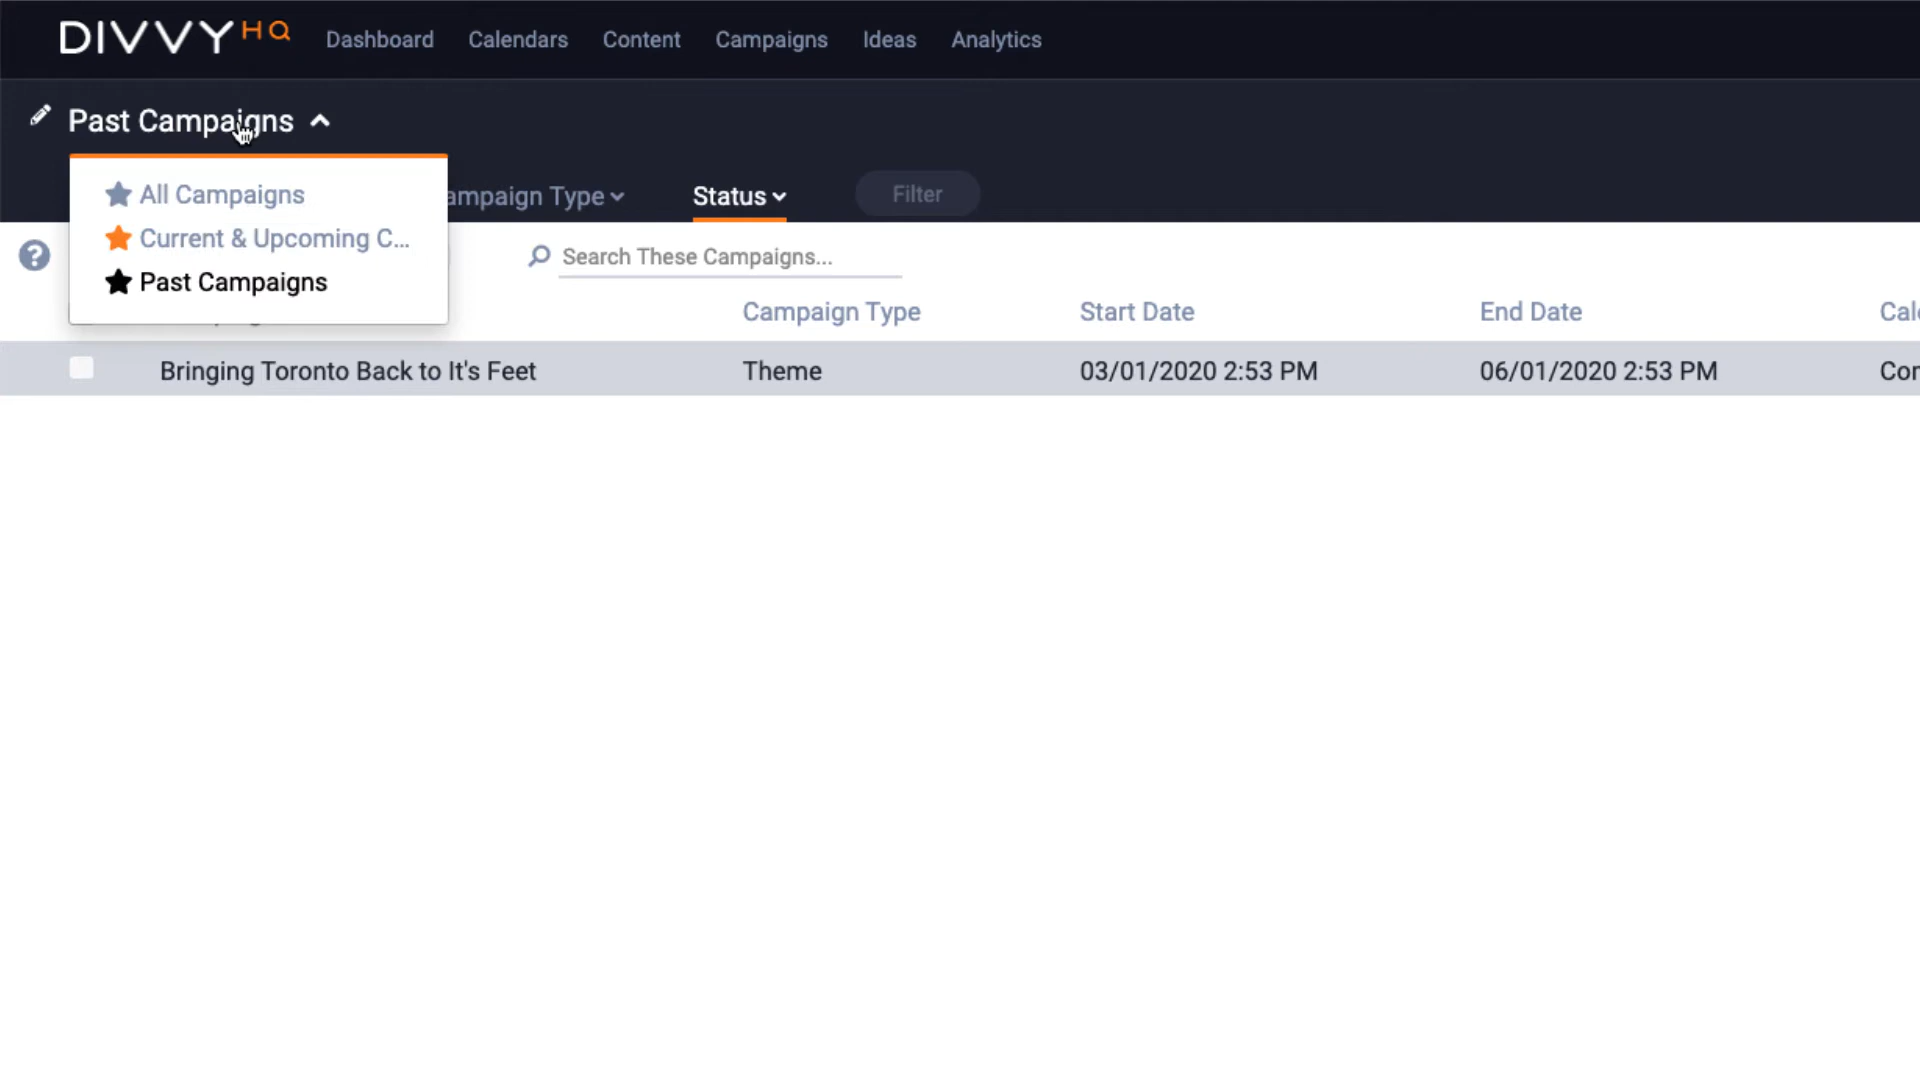 DIVVYHQ Dashboard Calendars Content Campaigns Ideas Analytics
Past Campaigns
All Campaigns
Current & Upcoming C...
Past Campaigns
ampaign Type Status Filter
Search These Campaigns...
Campaign Type Start Date End Date Cal
Bringing Toronto Back to It's Feet Theme 03/01/2020 2:53 PM 06/01/2020 2:53 PM Cor